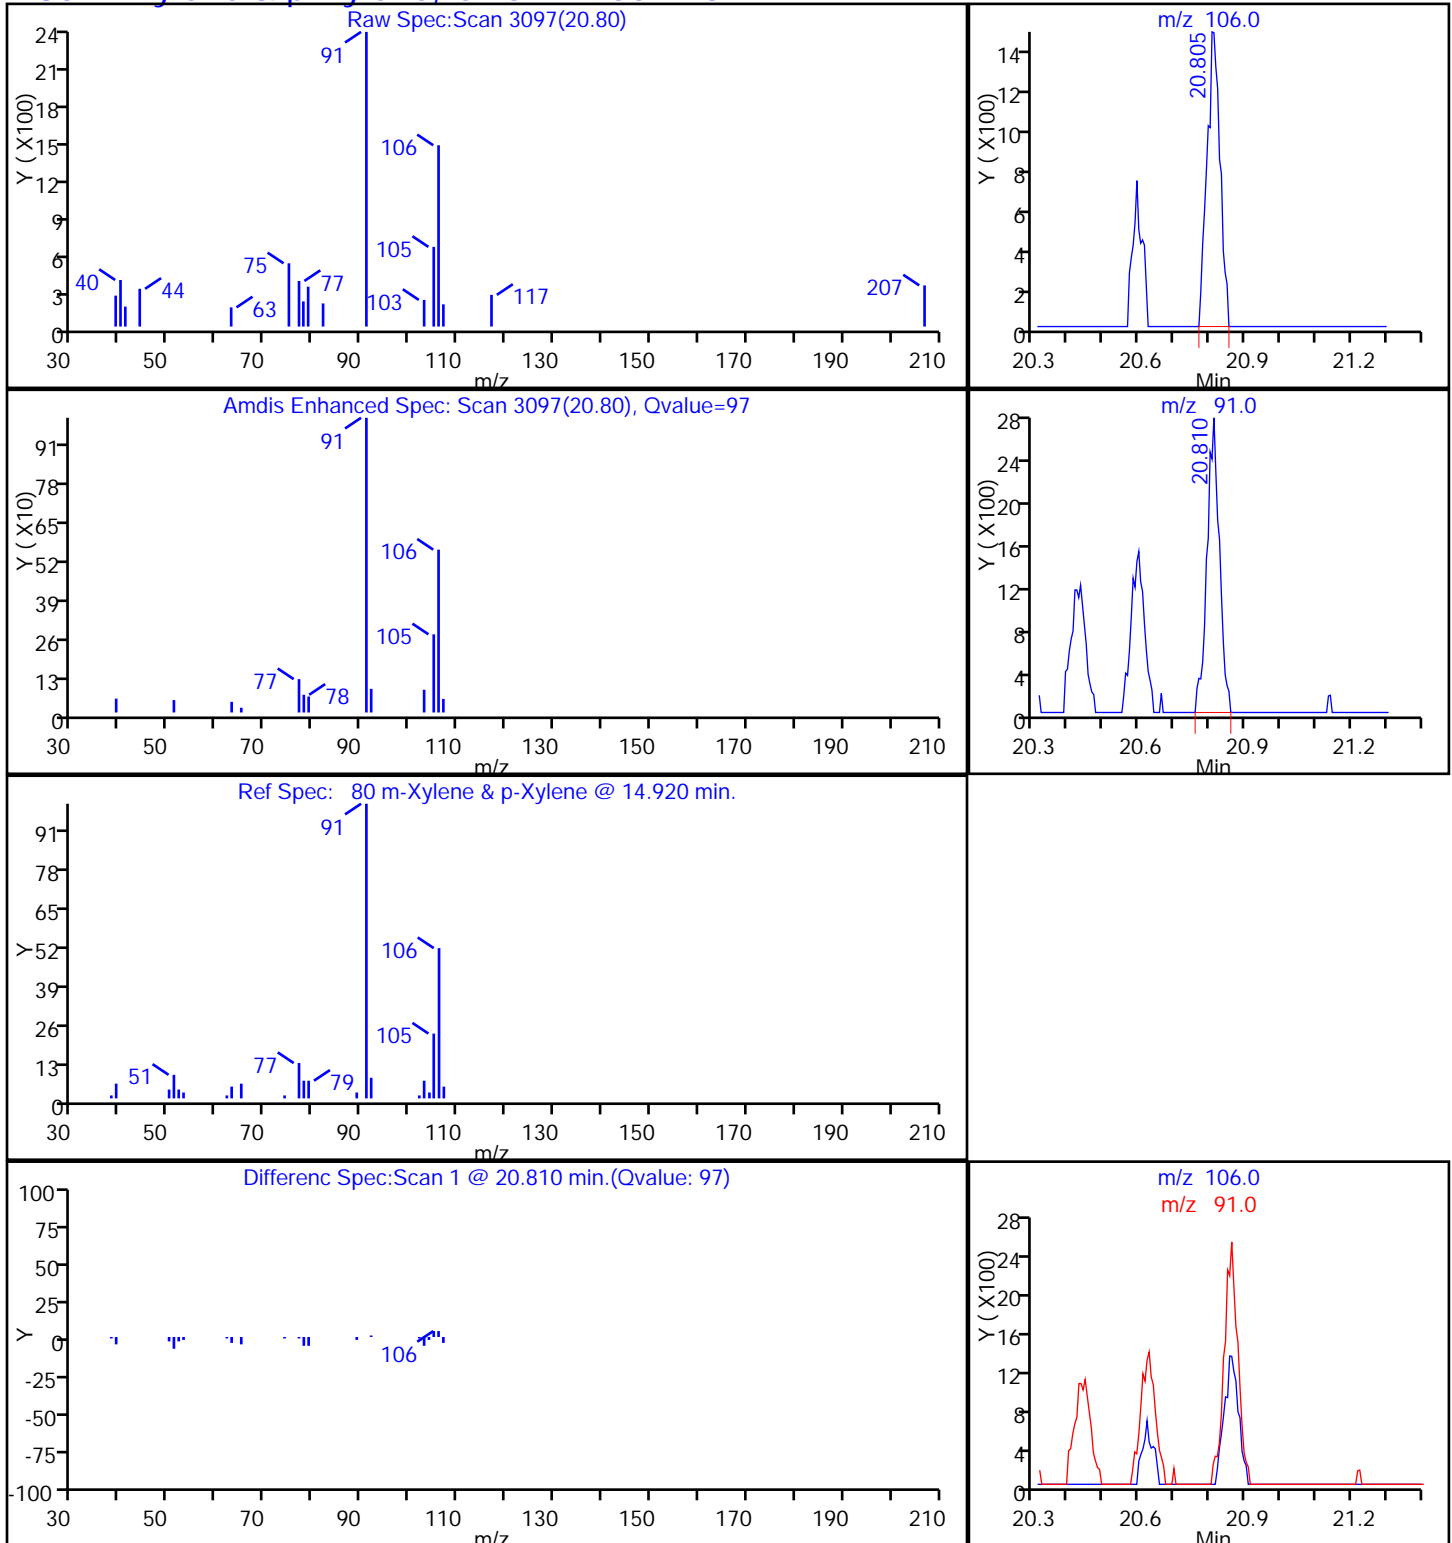 Raw Spec:Scan 3097(20.80)
24
21
18
15
12
9
6
3
0
Y ( X100)
91
106
105
103
75
77
40
44
63
117
207
30 50 70 90 110 130 150 170 190 210
m/z
m/z 106.0
14
12
10
8
6
4
2
0
Y ( X100)
20.805
20.3 20.6 20.9 21.2
Min
Amdis Enhanced Spec: Scan 3097(20.80), Qvalue=97
91
78
65
52
39
26
13
0
Y ( X10)
91
106
105
77
78
30 50 70 90 110 130 150 170 190 210
m/z
m/z 91.0
28
24
20
16
12
8
4
0
Y ( X100)
20.810
20.3 20.6 20.9 21.2
Min
Ref Spec: 80 m-Xylene & p-Xylene @ 14.920 min.
91
78
65
52
39
26
13
0
Y
91
106
105
77
79
51
30 50 70 90 110 130 150 170 190 210
m/z
Differenc Spec:Scan 1 @ 20.810 min.(Qvalue: 97)
100
75
50
25
0
-25
-50
-75
-100
Y
106
30 50 70 90 110 130 150 170 190 210
m/z
m/z 106.0
m/z 91.0
28
24
20
16
12
8
4
0
Y ( X100)
20.3 20.6 20.9 21.2
Min